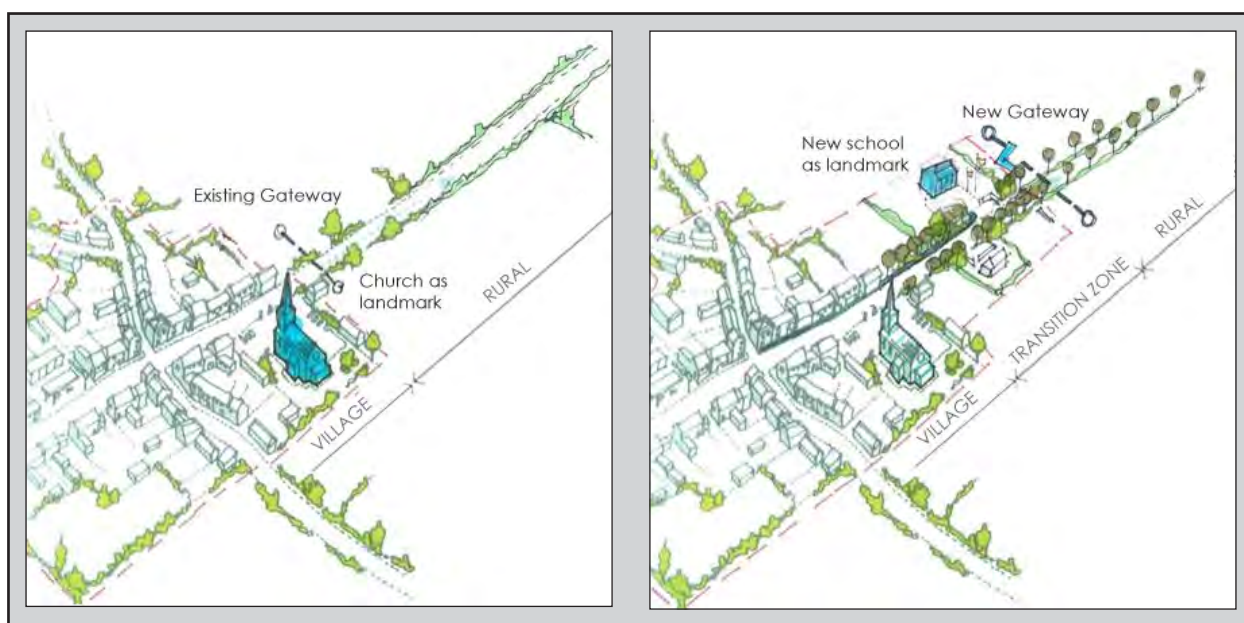 Existing Gateway
Church as
landmark
RURAL
VILLAGE
New Gateway
New school
as landmark
RURAL
TRANSITION ZONE
VILLAGE